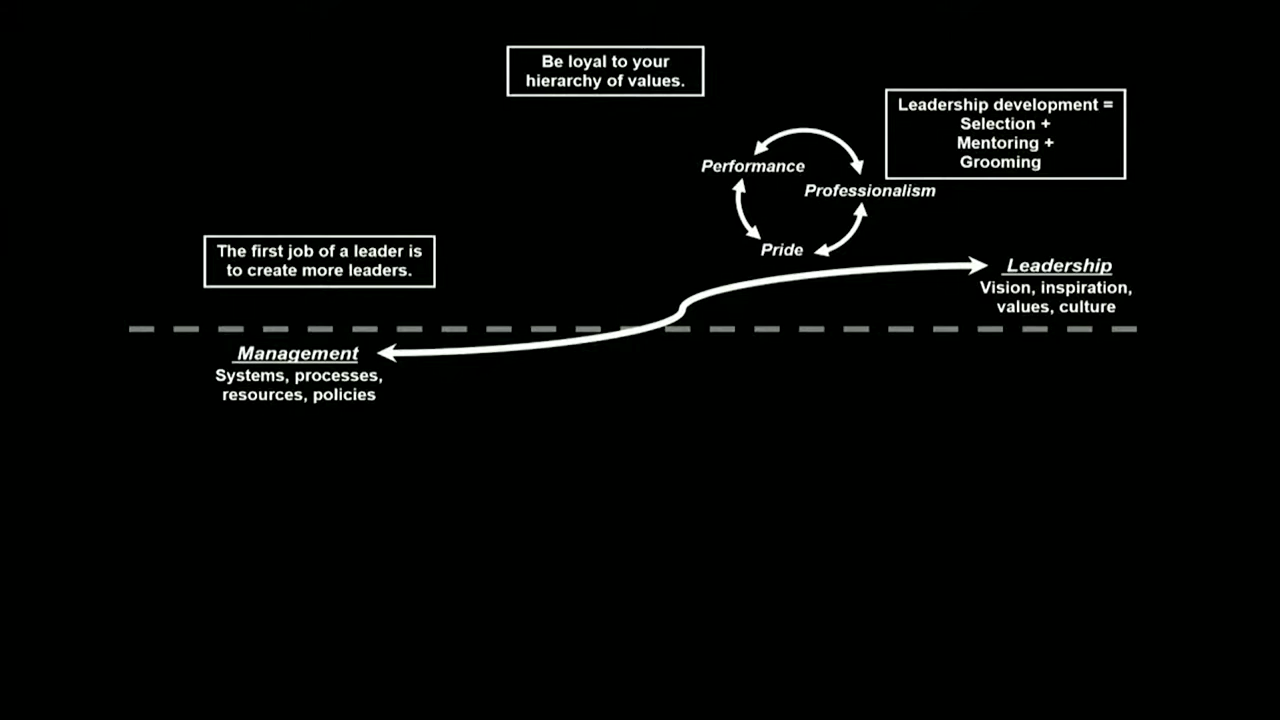 Be loyal to your
hierarchy of values.
Leadership development =
Selection +
Mentoring +
Grooming
Performance
Professionalism
Pride
The first job of a leader is
to create more leaders.
Leadership
Vision, inspiration,
values, culture
Management
Systems, processes,
resources, policies